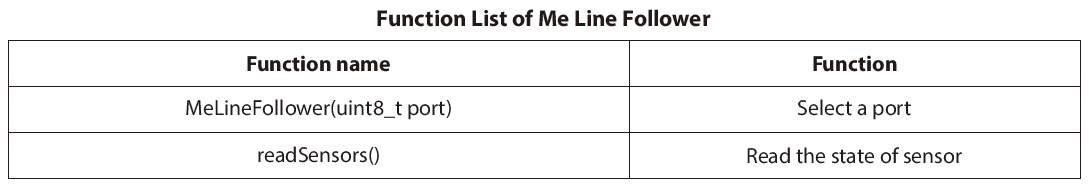 Function List of Me Line Follower
Function name Function
MeLineFollower(uint8_t port) Select a port
readSensors() Read the state of sensor